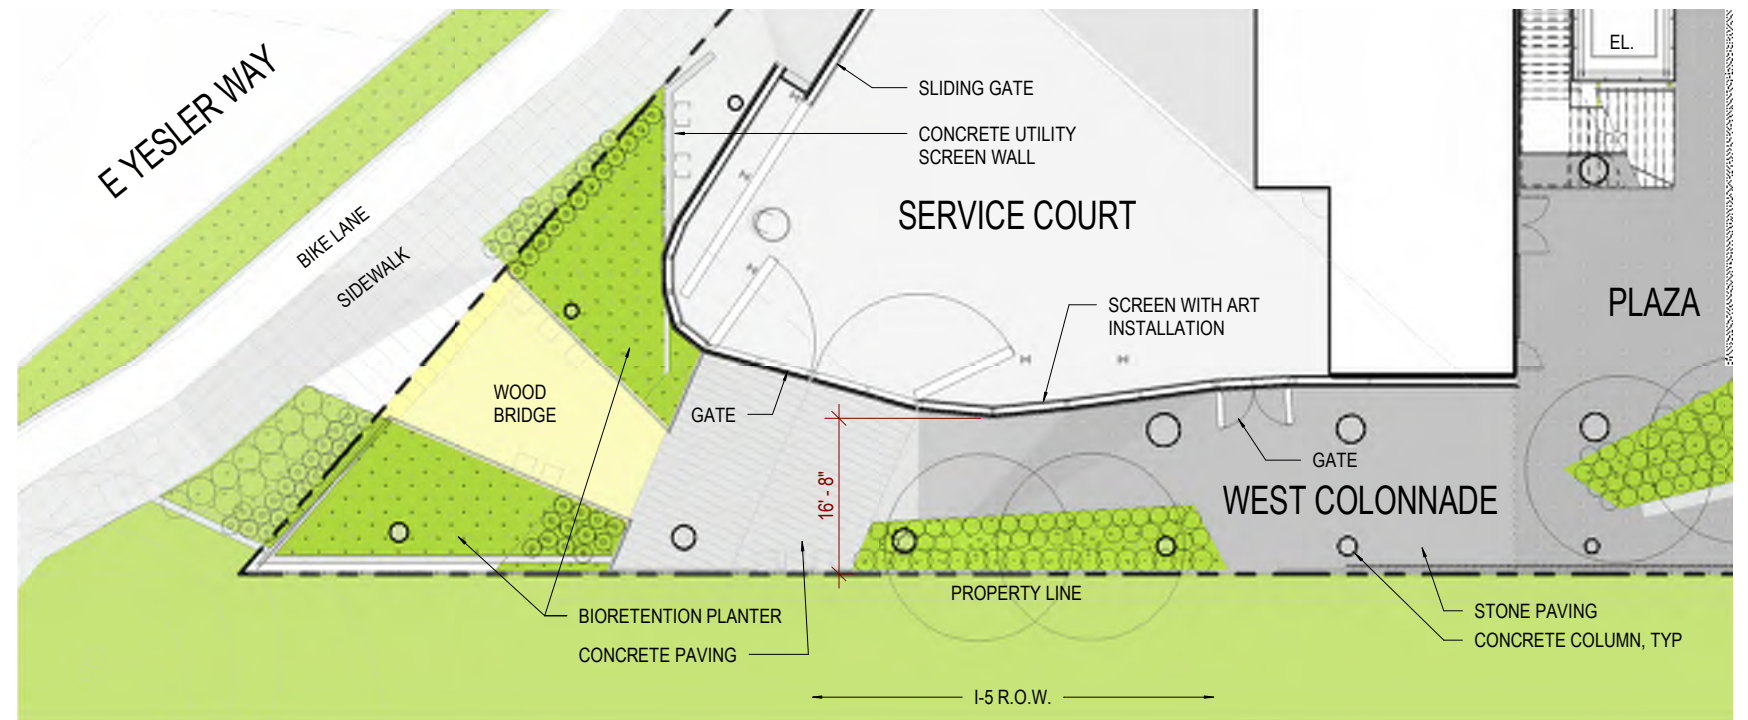 EL.
SLIDING GATE
E YESLER WAY
CONCRETE UTILITY
SCREEN WALL
BIKE LANE
SIDEWALK
SERVICE COURT
SCREEN WITH ART
INSTALLATION
PLAZA
WOOD
BRIDGE
GATE
GATE
16' - 8"
WEST COLONNADE
PROPERTY LINE
BIORETENTION PLANTER
STONE PAVING
CONCRETE COLUMN, TYP
CONCRETE PAVING
I-5 R.O.W.